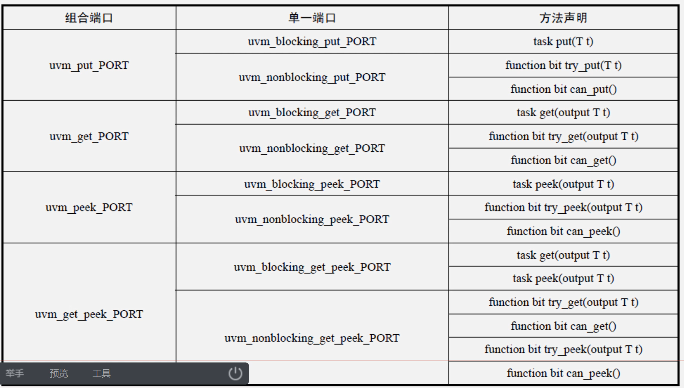 组合端口 单一端口 方法声明
uvm_put_PORT uvm_blocking_put_PORT task put(T t)
uvm_nonblocking_put_PORT function bit try_put(T t)
function bit can_put()
uvm_get_PORT uvm_blocking_get_PORT task get(output T t)
uvm_nonblocking_get_PORT function bit try_get(output T t)
function bit can_get()
uvm_peek_PORT uvm_blocking_peek_PORT task peek(output T t)
uvm_nonblocking_peek_PORT function bit try_peek(output T t)
function bit can_peek()
uvm_get_peek_PORT uvm_blocking_get_peek_PORT task get(output T t)
task peek(output T t)
uvm_nonblocking_get_peek_PORT function bit try_get(output T t)
function bit can_get()
function bit try_peek(output T t)
function bit can_peek()
举手 预览 工具